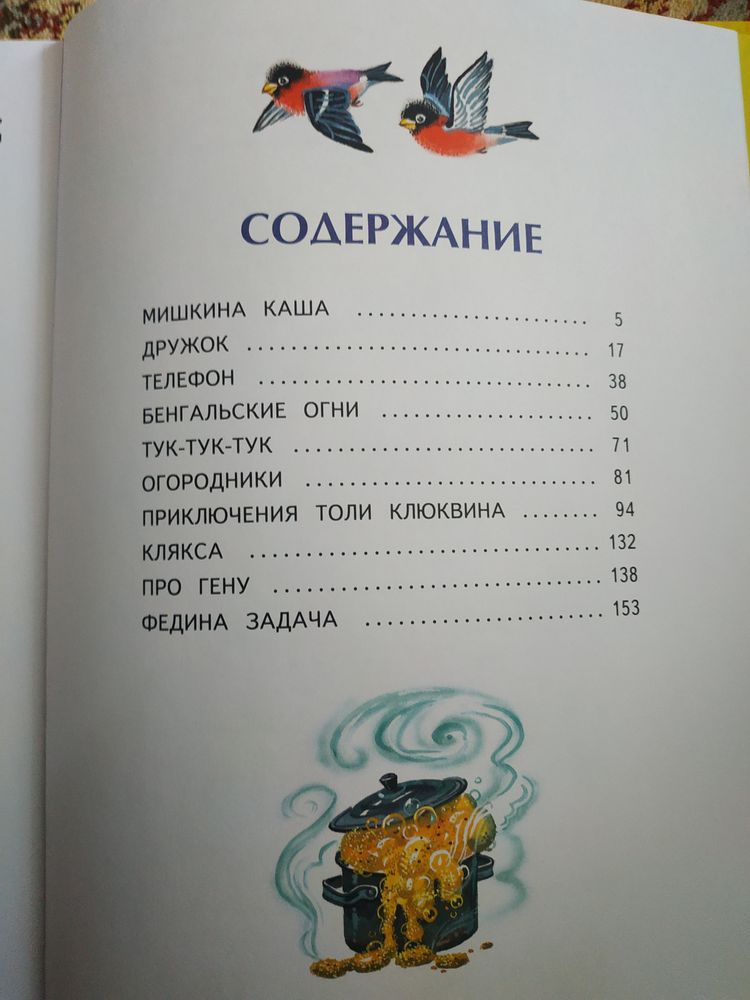 СОДЕРЖАНИЕ
МИШКИНА КАША ...................... 5
ДРУЖОК ................................ 17
ТЕЛЕФОН ............................... 38
БЕНГАЛЬСКИЕ ОГНИ .................... 50
ТУК-ТУК-ТУК ............................ 71
ОГОРОДНИКИ ........................... 81
ПРИКЛЮЧЕНИЯ ТОЛИ КЛЮКВИНА ........ 94
КЛЯКСА ................................. 132
ПРО ГЕНУ ............................... 138
ФЕДИНА ЗАДАЧА ....................... 153